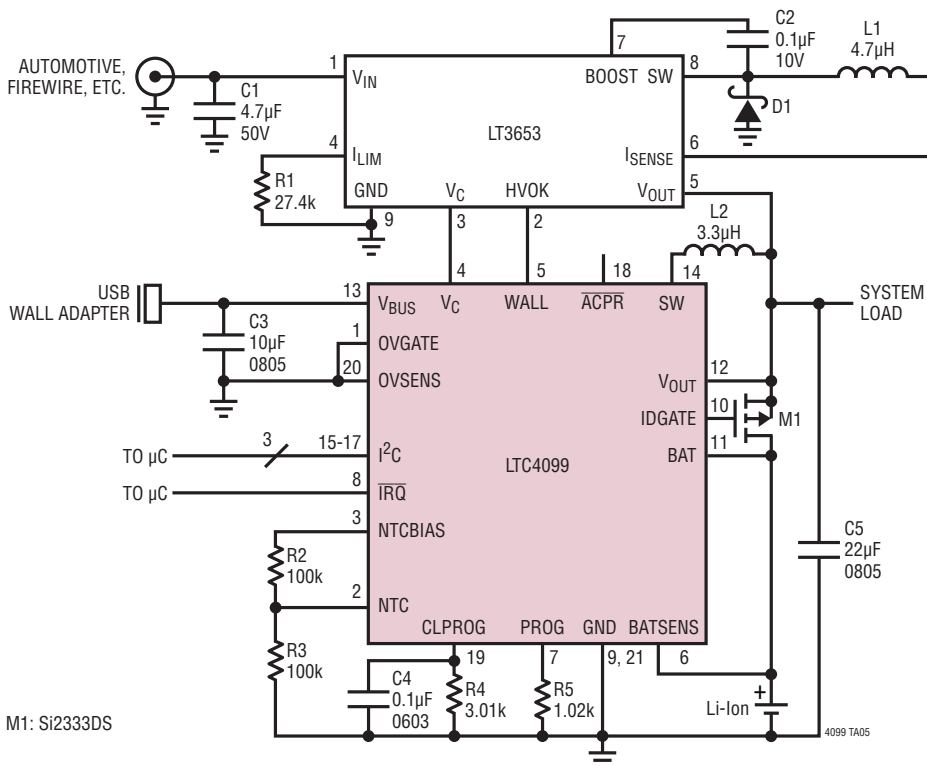 AUTOMOTIVE,
FIREWIRE, ETC.
C1
4.7µF
50V
1
VIN
7
BOOST SW
8
C2
0.1µF
10V
L1
4.7µH
D1
LT3653
4
ILIM
R1
27.4k
GND
9
VC
3
HVOK
2
ISENSE
6
VOUT
5
L2
3.3µH
USB
WALL ADAPTER
C3
10µF
0805
13
VBUS
4
VC
5
WALL
18
ACPR
14
SW
SYSTEM
LOAD
1
OVGATE
20
OVSENS
VOUT
12
IDGATE
10
M1
BAT
11
TO µC
3
15-17
I2C
LTC4099
TO µC
8
IRQ
3
NTCBIAS
R2
100k
2
NTC
R3
100k
C5
22µF
0805
CLPROG
19
PROG
7
GND
9, 21
BATSENS
6
C4
0.1µF
0603
R4
3.01k
R5
1.02k
Li-Ion
+
M1: Si2333DS
4099 TA05